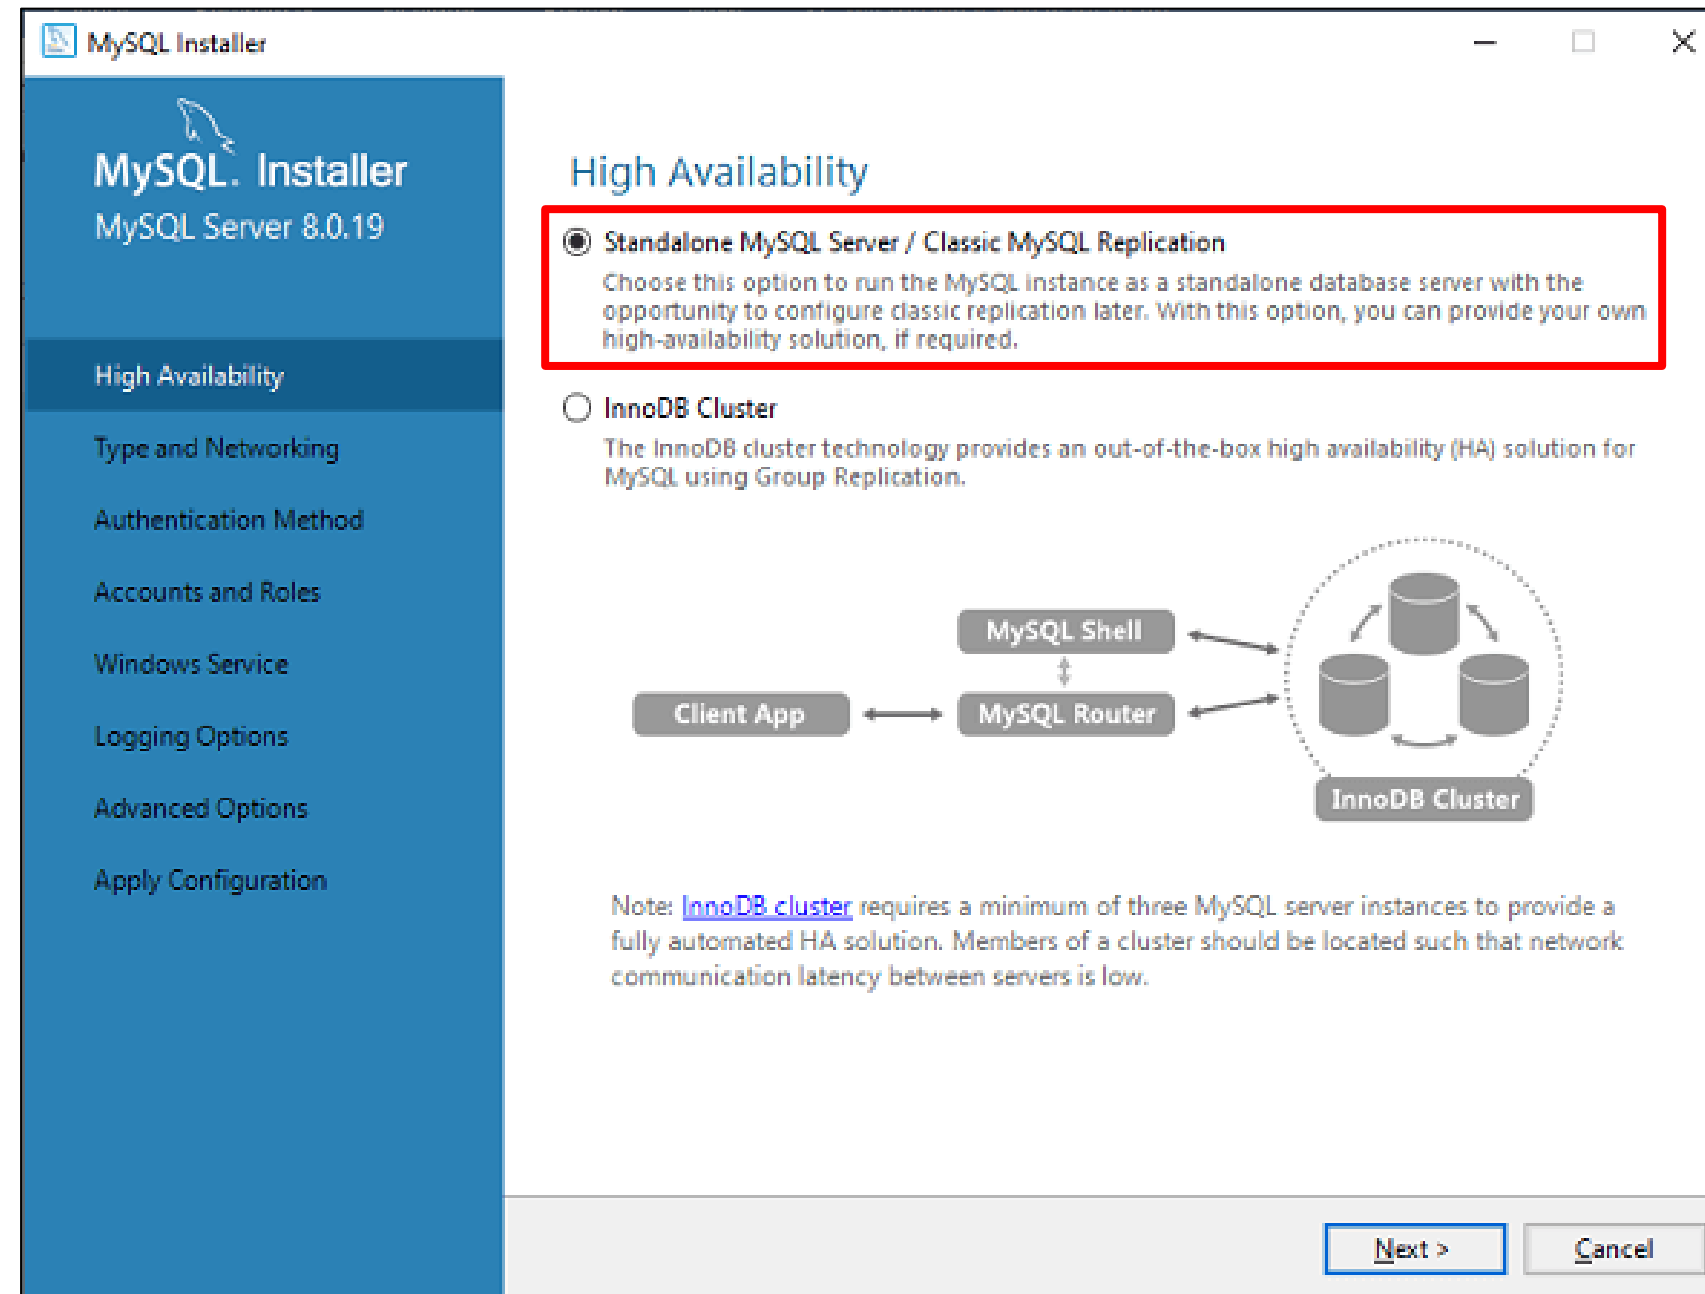 MySQL Installer
MySQL. Installer
MySQL Server 8.0.19
High Availability
Type and Networking
Authentication Method
Accounts and Roles
Windows Service
Logging Options
Advanced Options
Apply Configuration
High Availability
Standalone MySQL Server / Classic MySQL Replication
Choose this option to run the MySQL instance as a standalone database server with the
opportunity to configure classic replication later. With this option, you can provide your own
high-availability solution, if required.
InnoDB Cluster
The InnoDB cluster technology provides an out-of-the-box high availability (HA) solution for
MySQL using Group Replication.
MySQL Shell
Client App
MySQL Router
InnoDB Cluster
Note: InnoDB cluster requires a minimum of three MySQL server instances to provide a
fully automated HA solution. Members of a cluster should be located such that network
communication latency between servers is low.
Next >
Cancel